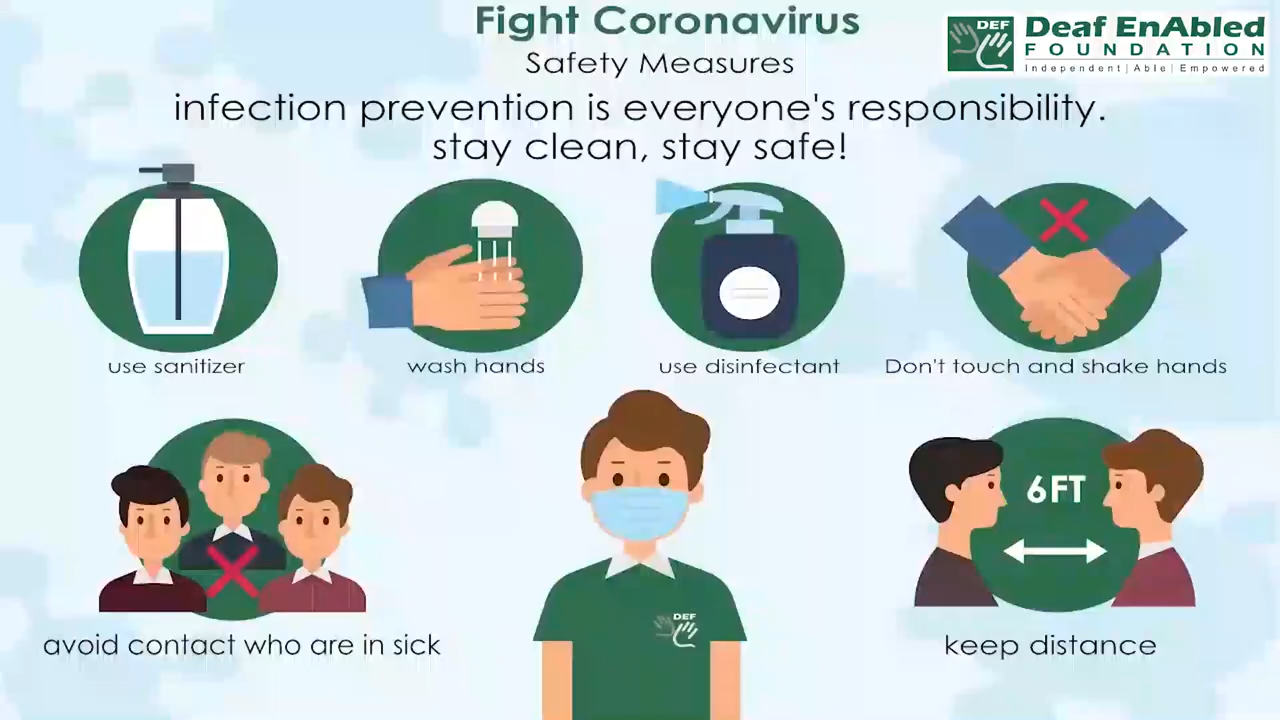 Fight Coronavirus
Safety Measures
DEF
Deaf EnAbled
FOUNDATION
Independent | Able | Empowered
infection prevention is everyone's responsibility.
stay clean, stay safe!
use sanitizer
wash hands
use disinfectant
Don't touch and shake hands
6FT
DEF
avoid contact who are in sick
keep distance